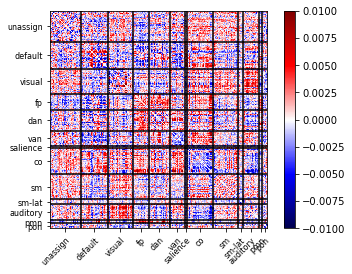 unassign
default
visual
fp
dan
van
salience
co
sm
sm-lat
auditory
pmn
pon
unassign
default
visual
fp
dan
van
salience
co
sm
sm-lat
auditory
0.0100
0.0075
0.0050
0.0025
0.0000
−0.0025
−0.0050
−0.0075
−0.0100